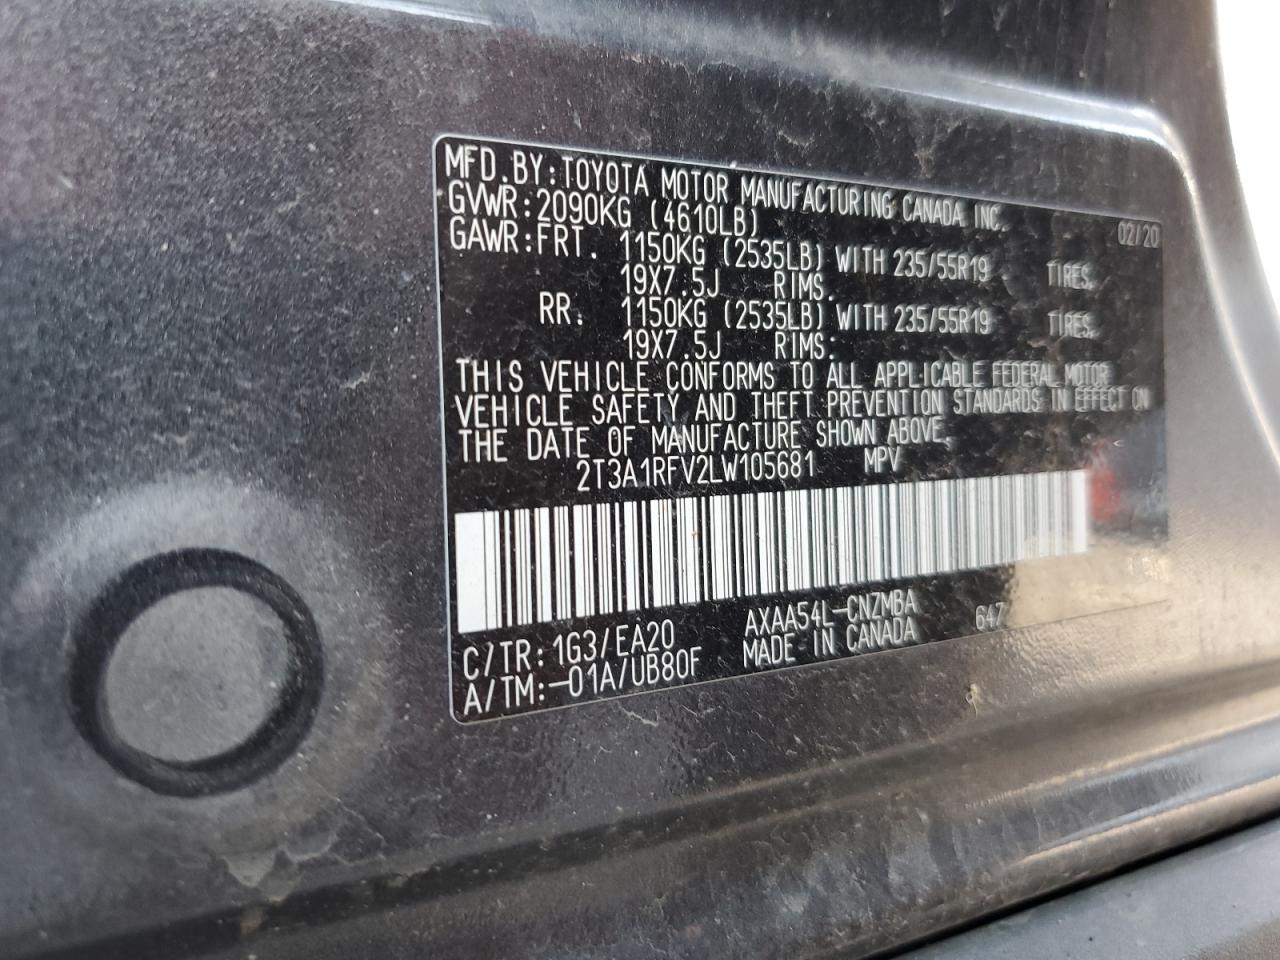 MFD.BY:TOYOTA MOTOR MANUFACTURING CANADA INC.
GVWR:2090KG (4610LB) 02/20
GAWR:FRT. 1150KG (2535LB) WITH 235/55R19 TIRES.
19X7.5J RIMS.
RR. 1150KG (2535LB) WITH 235/55R19 TIRES.
19X7.5J RIMS:
THIS VEHICLE CONFORMS TO ALL APPLICABLE FEDERAL MOTOR
VEHICLE SAFETY AND THEFT PREVENTION STANDARDS IN EFFECT ON
THE DATE OF MANUFACTURE SHOWN ABOVE.
2T3A1RFV2LW105681 MPV
C/TR:1G3/EA20 AXAA54L-CNZMBA 647
A/TM:-01A/UB80F MADE IN CANADA